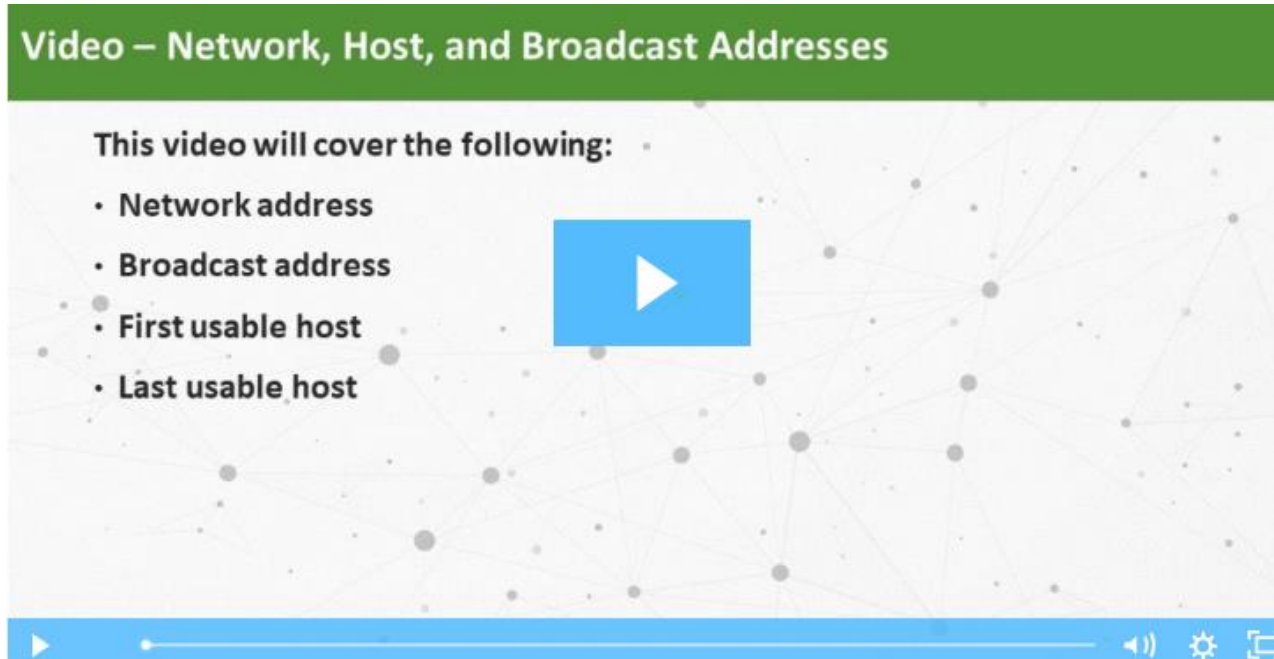 Video – Network, Host, and Broadcast Addresses
This video will cover the following:
• Network address
• Broadcast address
• First usable host
• Last usable host